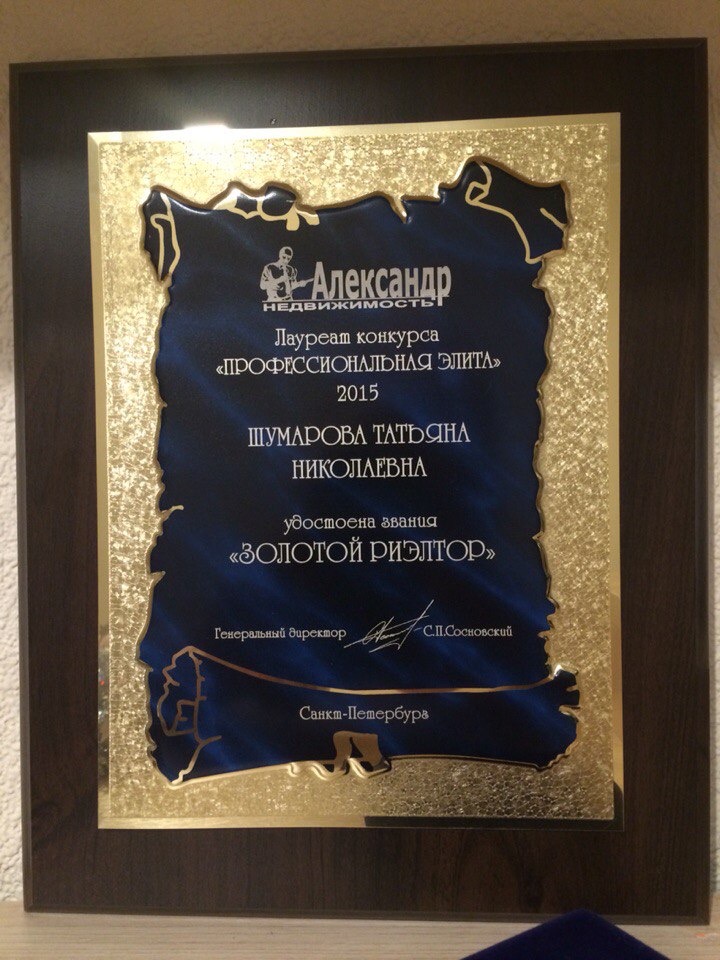 Александр
НЕДВИЖИМОСТЬ
Лауреат конкурса
«ПРОФЕССИОНАЛЬНАЯ ЭЛИТА»
2015
ШУМАРОВА ТАТЬЯНА
НИКОЛАЕВНА
удостоена звания
«ЗОЛОТОЙ РИЭЛТОР»
Генеральный директор С.П.Сосновский
Санкт-Петербург